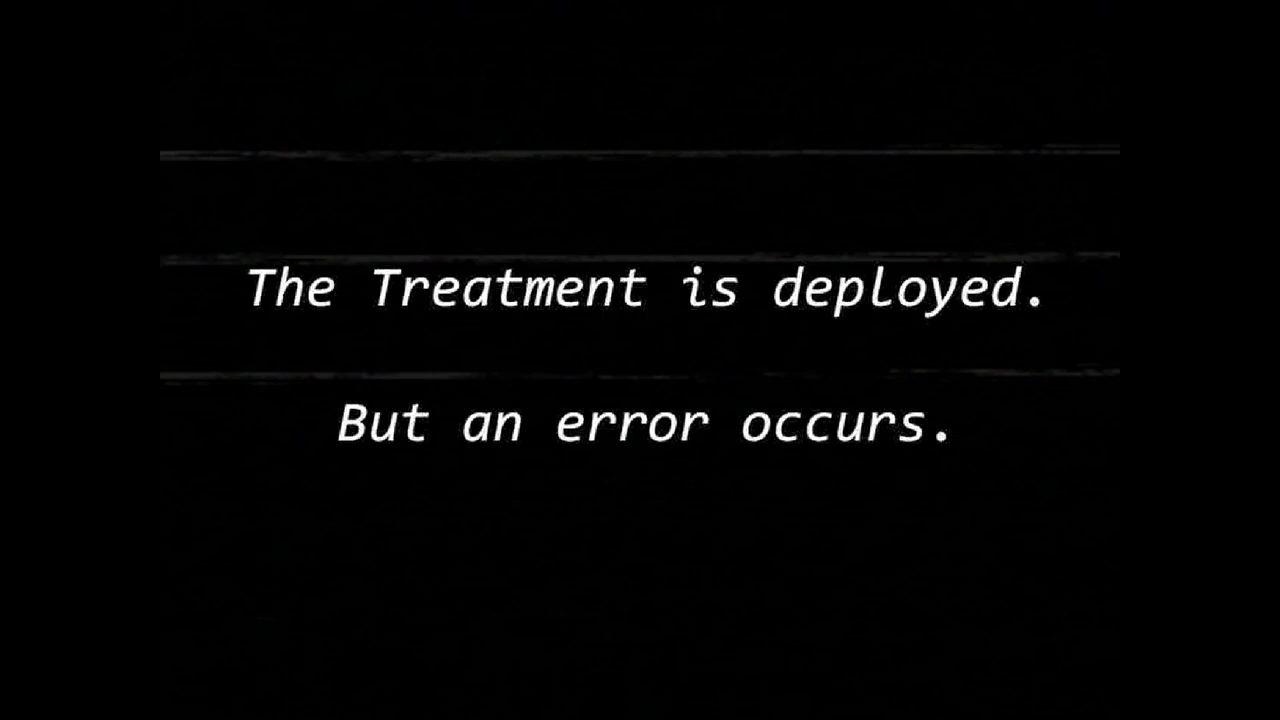 The Treatment is deployed.
But an error occurs.